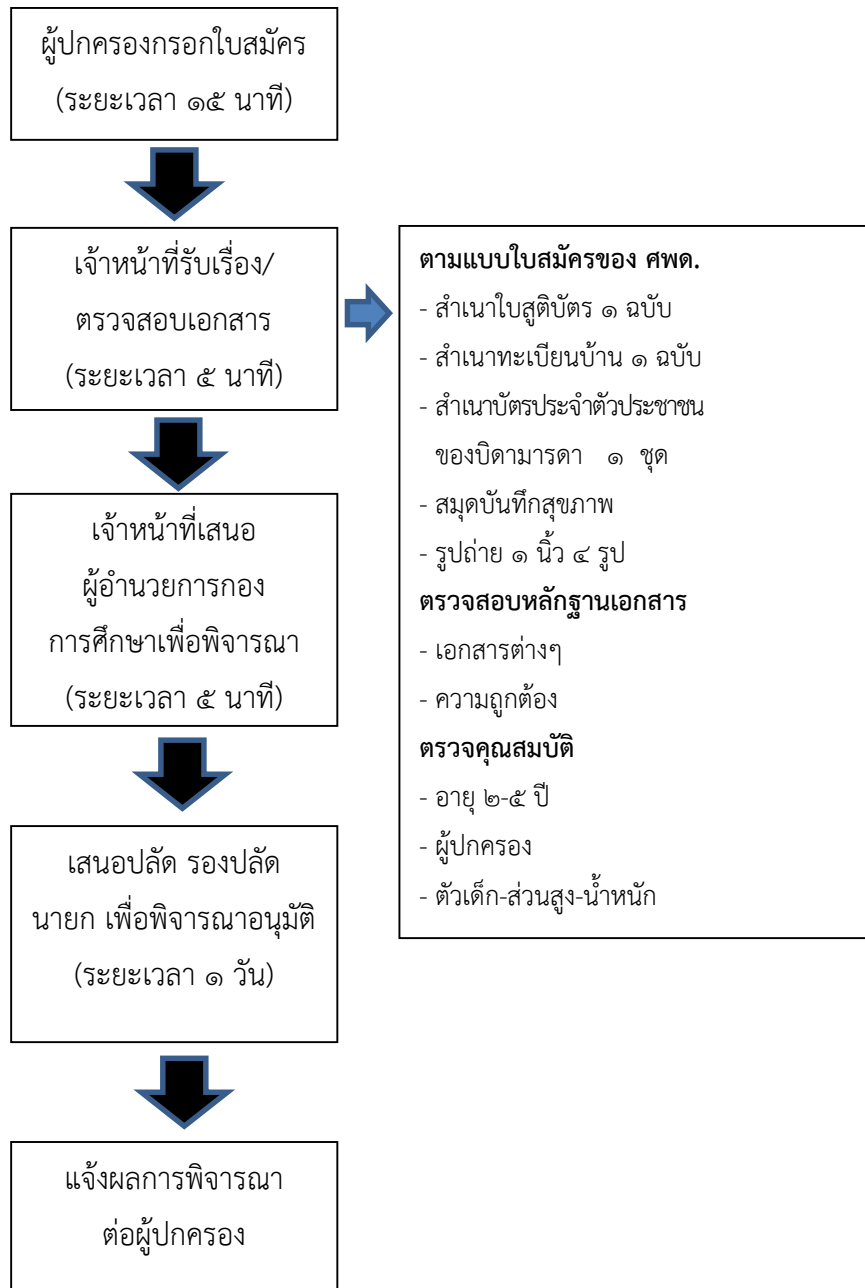 ผู้ปกครองกรอกใบสมัคร
(ระยะเวลา ๑๕ นาที)
เจ้าหน้าที่รับเรื่อง/
ตรวจสอบเอกสาร
(ระยะเวลา ๕ นาที)
ตามแบบใบสมัครของ ศพด.
- สำเนาใบสูติบัตร ๑ ฉบับ
- สำเนาทะเบียนบ้าน ๑ ฉบับ
- สำเนาบัตรประจำตัวประชาชน
ของบิดามารดา ๑ ชุด
- สมุดบันทึกสุขภาพ
- รูปถ่าย ๑ นิ้ว ๔ รูป
ตรวจสอบหลักฐานเอกสาร
- เอกสารต่างๆ
- ความถูกต้อง
ตรวจคุณสมบัติ
- อายุ ๒-๕ ปี
- ผู้ปกครอง
- ตัวเด็ก-ส่วนสูง-น้ำหนัก
เจ้าหน้าที่เสนอ
ผู้อำนวยการกอง
การศึกษาเพื่อพิจารณา
(ระยะเวลา ๕ นาที)
เสนอปลัด รองปลัด
นายก เพื่อพิจารณาอนุมัติ
(ระยะเวลา ๑ วัน)
แจ้งผลการพิจารณา
ต่อผู้ปกครอง